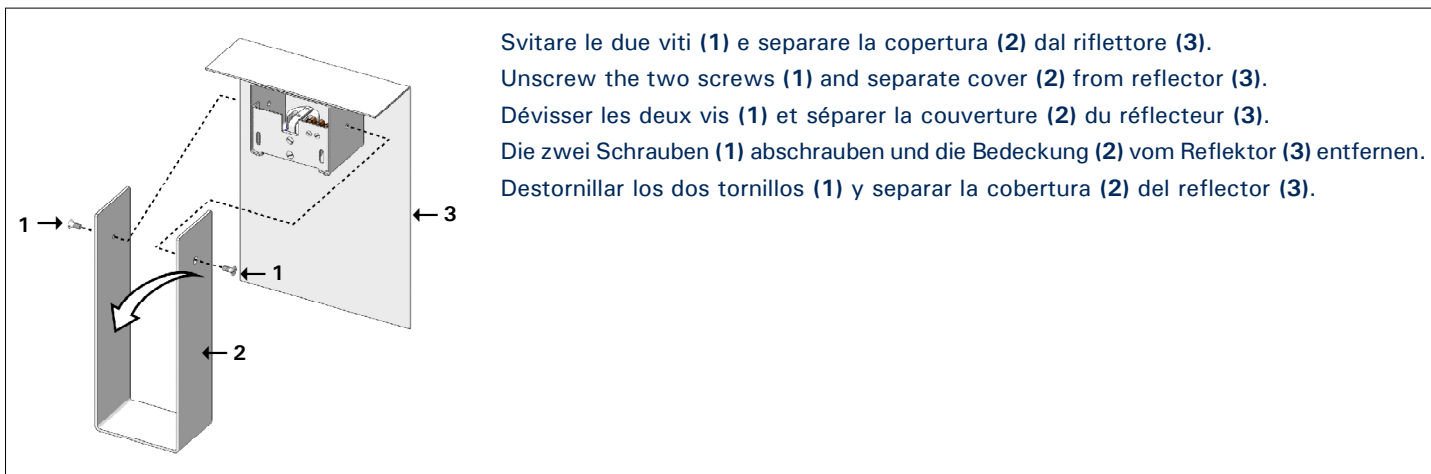 Svitare le due viti (1) e separare la copertura (2) dal riflettore (3).
Unscrew the two screws (1) and separate cover (2) from reflector (3).
Dévisser les deux vis (1) et séparer la couverture (2) du réflecteur (3).
Die zwei Schrauben (1) abschrauben und die Bedeckung (2) vom Reflektor (3) entfernen.
Destornillar los dos tornillos (1) y separar la cobertura (2) del reflector (3).
1
3
1
2